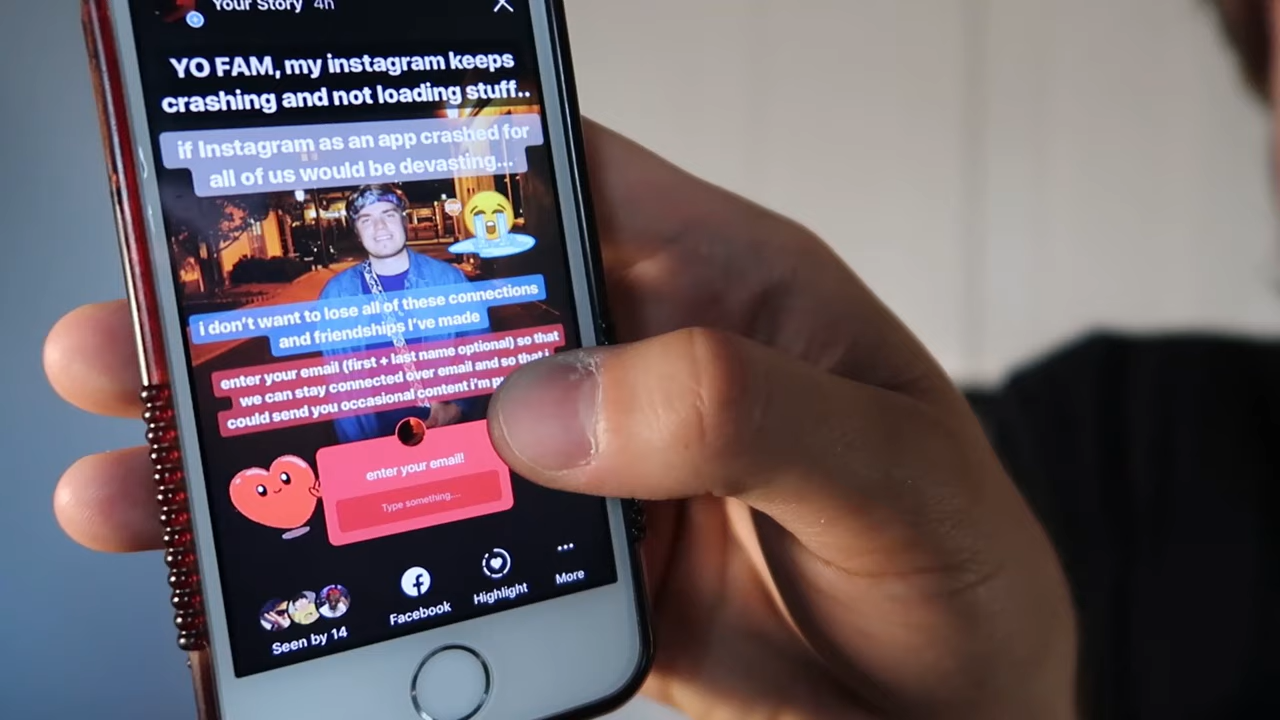 Your Story 4h
YO FAM, my instagram keeps
crashing and not loading stuff..
if Instagram as an app crashed for
all of us would be devasting...
i don't want to lose all of these connections
and friendships I've made
enter your email (first + last name optional) so that
we can stay connected over email and so that i
could send you occasional content i'm
enter your email!
Type something....
Seen by 14
Facebook
Highlight
More